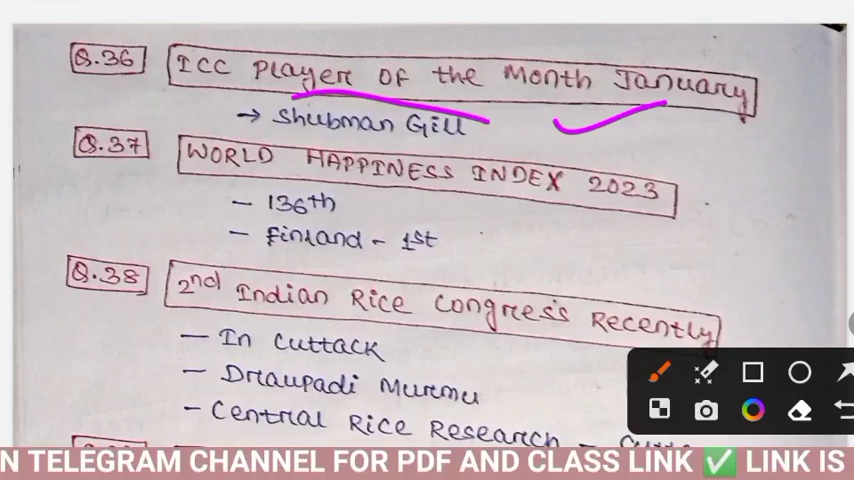 Q.36 ICC Player of the Month January
→ Shubman Gill
Q.37 WORLD HAPPINESS INDEX 2023
- 136th
- Finland - 1st
Q.38 2nd Indian Rice Congress Recently
- In Cuttack
- Draupadi Murmu
- Central Rice Research -
N TELEGRAM CHANNEL FOR PDF AND CLASS LINK ✅ LINK IS